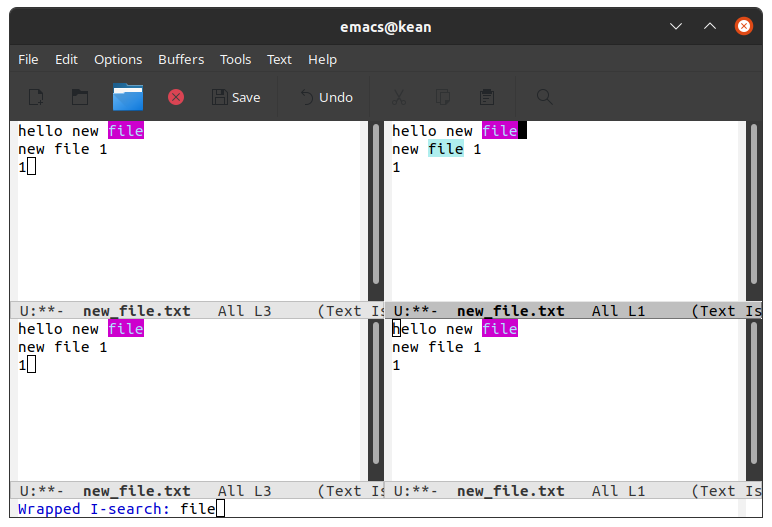 emacs@kean
File Edit Options Buffers Tools Text Help
Save Undo
hello new file
new file 1
1
U:**- new_file.txt All L3 (Text Is
hello new file
new file 1
1
U:**- new_file.txt All L1 (Text Is
hello new file
new file 1
1
U:**- new_file.txt All L3 (Text Is
hello new file
new file 1
1
U:**- new_file.txt All L1 (Text Is
Wrapped I-search: file